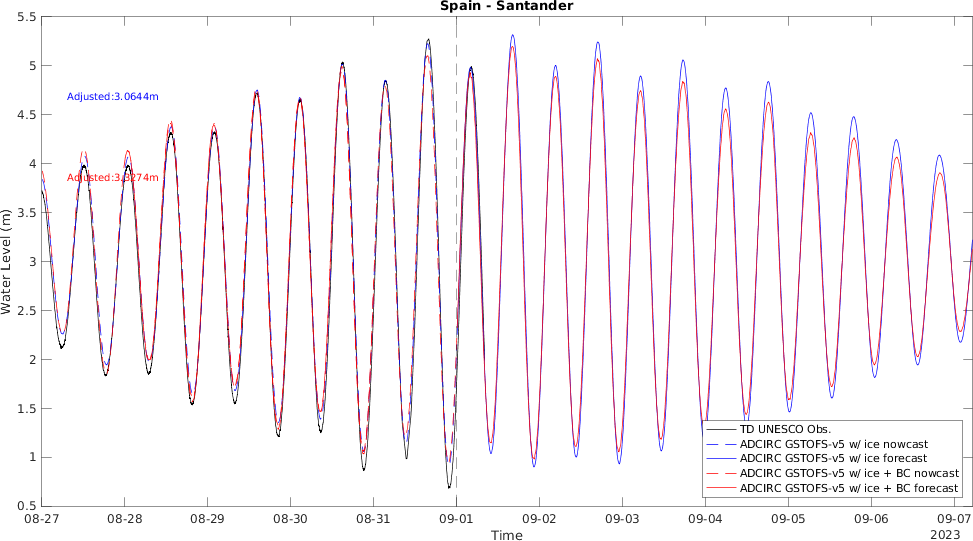 Spain - Santander
5.5
5
4.5
4
3.5
3
2.5
2
1.5
1
0.5
Water Level (m)
Adjusted:3.0644m
Adjusted:3.3274m
TD UNESCO Obs.
ADCIRC GSTOFS-v5 w/ ice nowcast
ADCIRC GSTOFS-v5 w/ ice forecast
ADCIRC GSTOFS-v5 w/ ice + BC nowcast
ADCIRC GSTOFS-v5 w/ ice + BC forecast
08-27 08-28 08-29 08-30 08-31 09-01 09-02 09-03 09-04 09-05 09-06 09-07
2023
Time